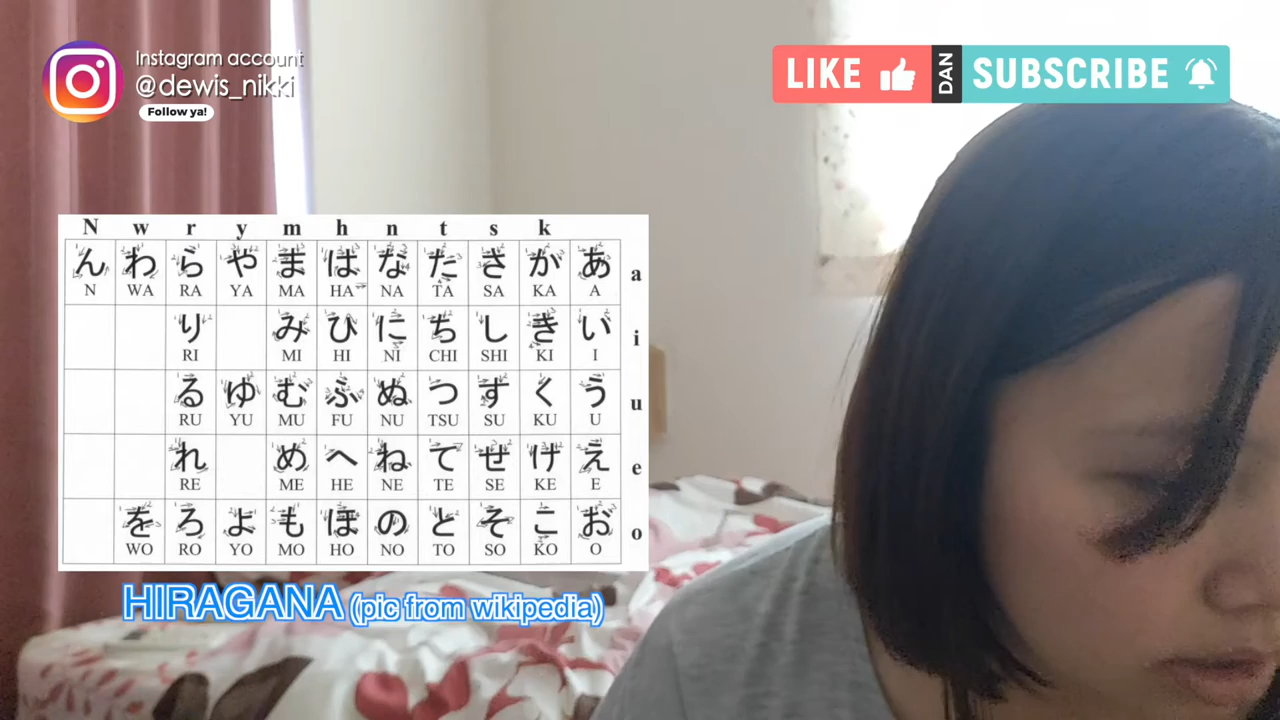 Instagram account
@dewis_nikki
Follow ya!
LIKE DAN SUBSCRIBE
N w r y m h n t s k
ん わ ら や ま は な た さ か あ a
N WA RA YA MA HA NA TA SA KA A
り み ひ に ち し き い i
RI MI HI NI CHI SHI KI I
る ゆ む ふ ぬ つ す く う u
RU YU MU FU NU TSU SU KU U
れ め へ ね て せ け え e
RE ME HE NE TE SE KE E
を ろ よ も ほ の と そ こ お o
WO RO YO MO HO NO TO SO KO O
HIRAGANA (pic from wikipedia)